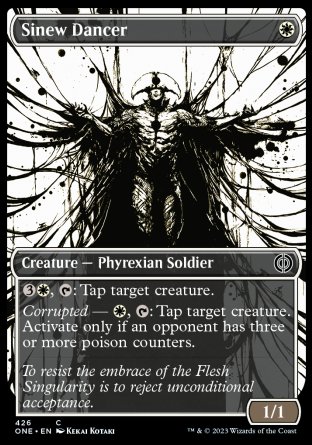 Sinew Dancer
Creature — Phyrexian Soldier
3, : Tap target creature.
Corrupted — , : Tap target creature.
Activate only if an opponent has three
or more poison counters.
To resist the embrace of the Flesh
Singularity is to reject unconditional
acceptance.
1/1
426 C
ONE • EN Kekai Kotaki
™ & © 2023 Wizards of the Coast